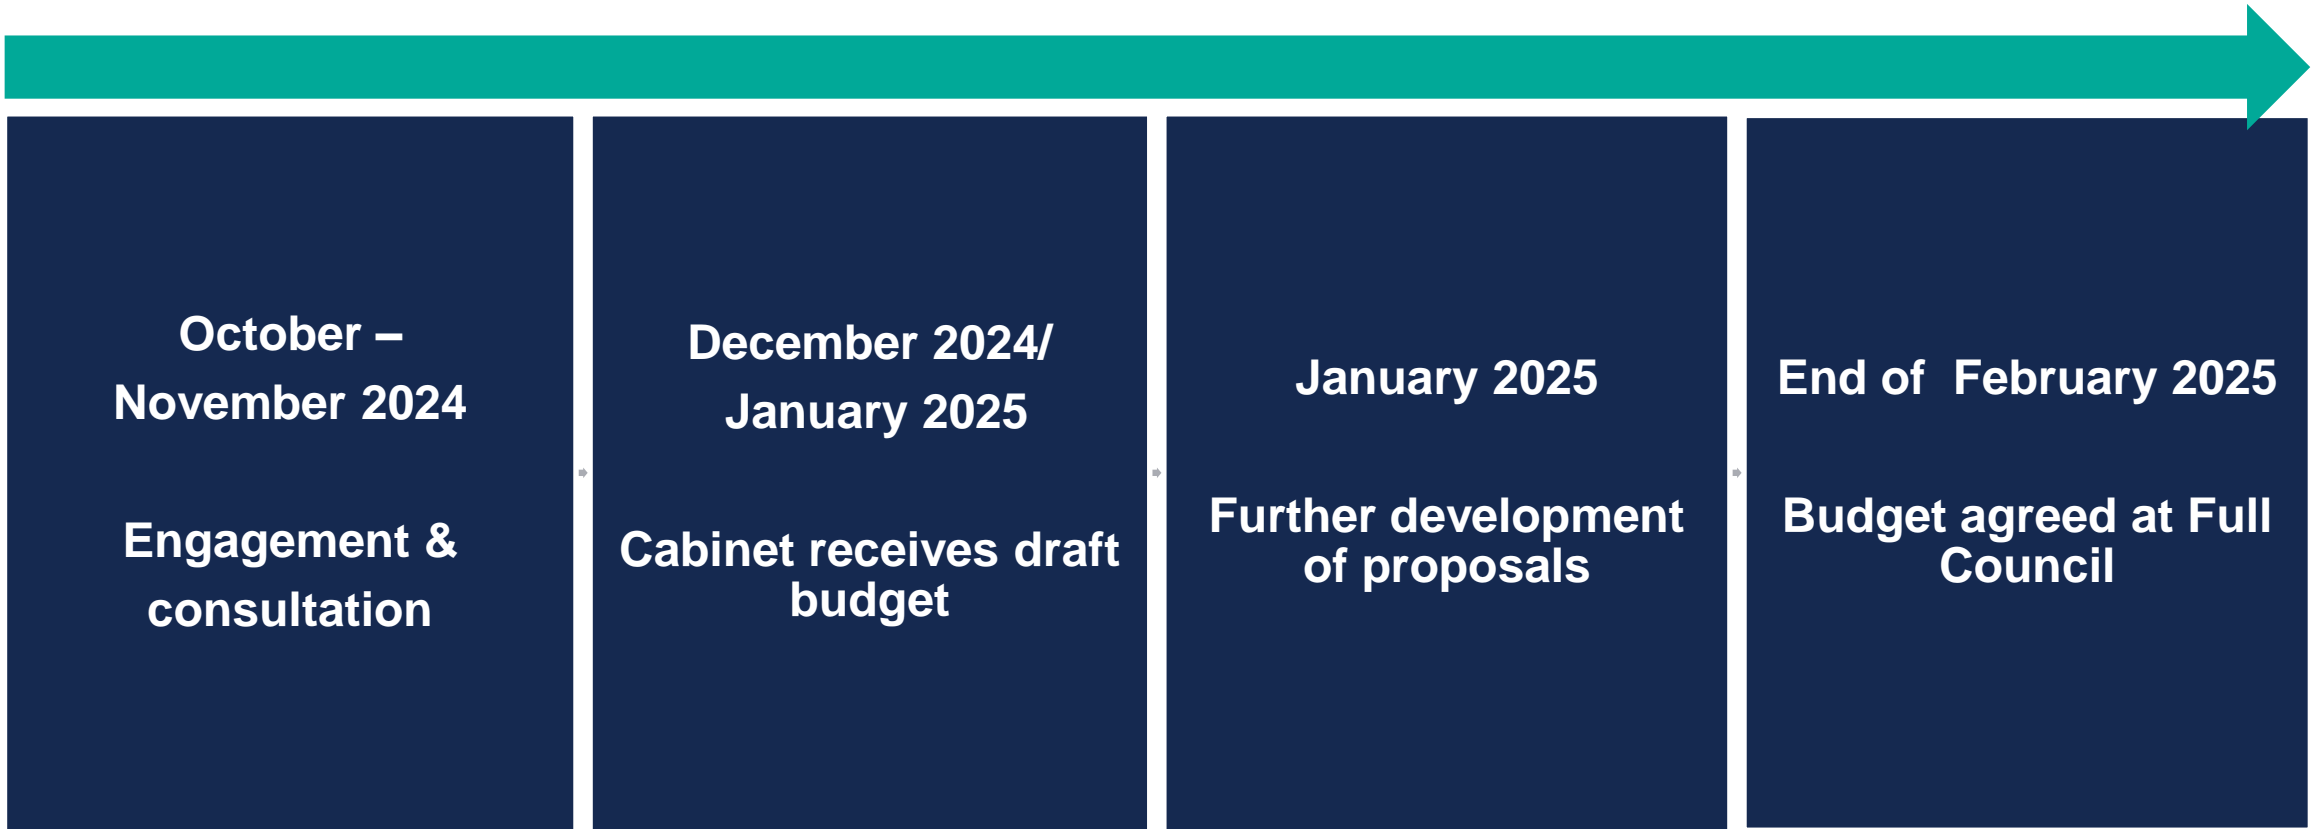 October –
November 2024
Engagement &
consultation
December 2024/
January 2025
Cabinet receives draft
budget
January 2025
Further development
of proposals
End of  February 2025
Budget agreed at Full
Council